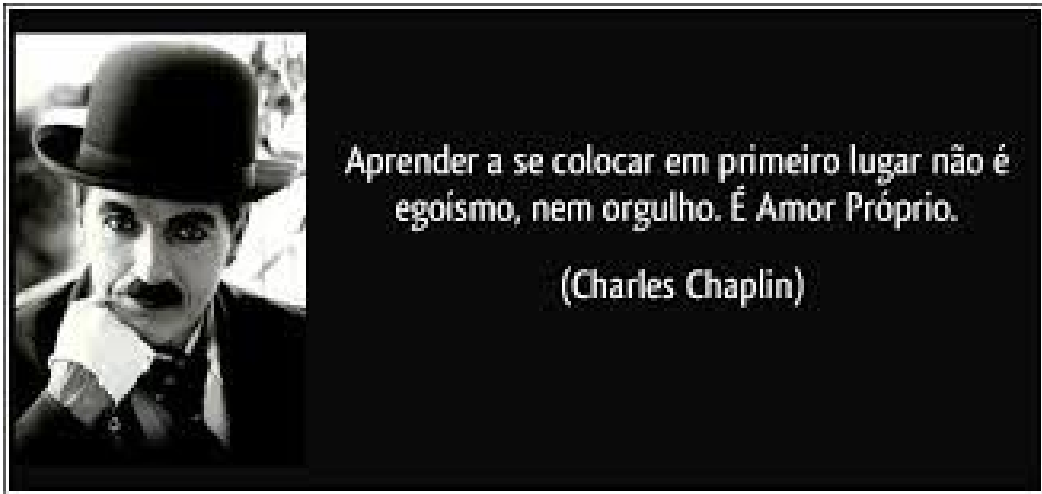 Aprender a se colocar em primeiro lugar não é
egoísmo, nem orgulho. É Amor Próprio.
(Charles Chaplin)